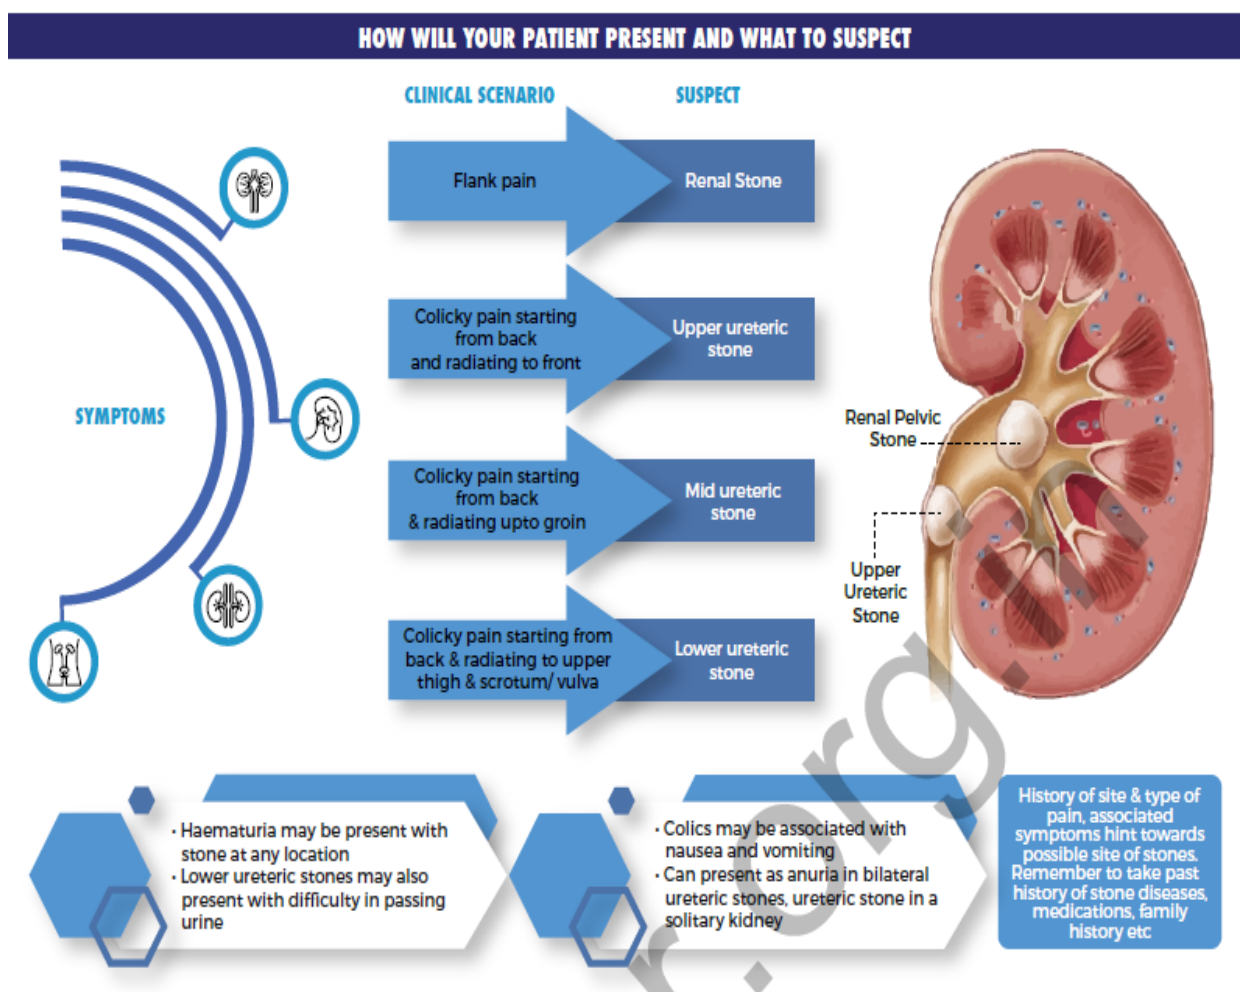 HOW WILL YOUR PATIENT PRESENT AND WHAT TO SUSPECT
CLINICAL SCENARIO
SUSPECT
SYMPTOMS
Flank pain
Renal Stone
Colicky pain starting
from back
and radiating to front
Upper ureteric
stone
Colicky pain starting
from back
& radiating upto groin
Mid ureteric
stone
Colicky pain starting from
back & radiating to upper
thigh & scrotum/ vulva
Lower ureteric
stone
Renal Pelvic
Stone
Upper
Ureteric
Stone
• Haematuria may be present with
stone at any location
• Lower ureteric stones may also
present with difficulty in passing
urine
• Colics may be associated with
nausea and vomiting
• Can present as anuria in bilateral
ureteric stones, ureteric stone in a
solitary kidney
History of site & type of
pain, associated
symptoms hint towards
possible site of stones.
Remember to take past
history of stone diseases,
medications, family
history etc
r.org.in